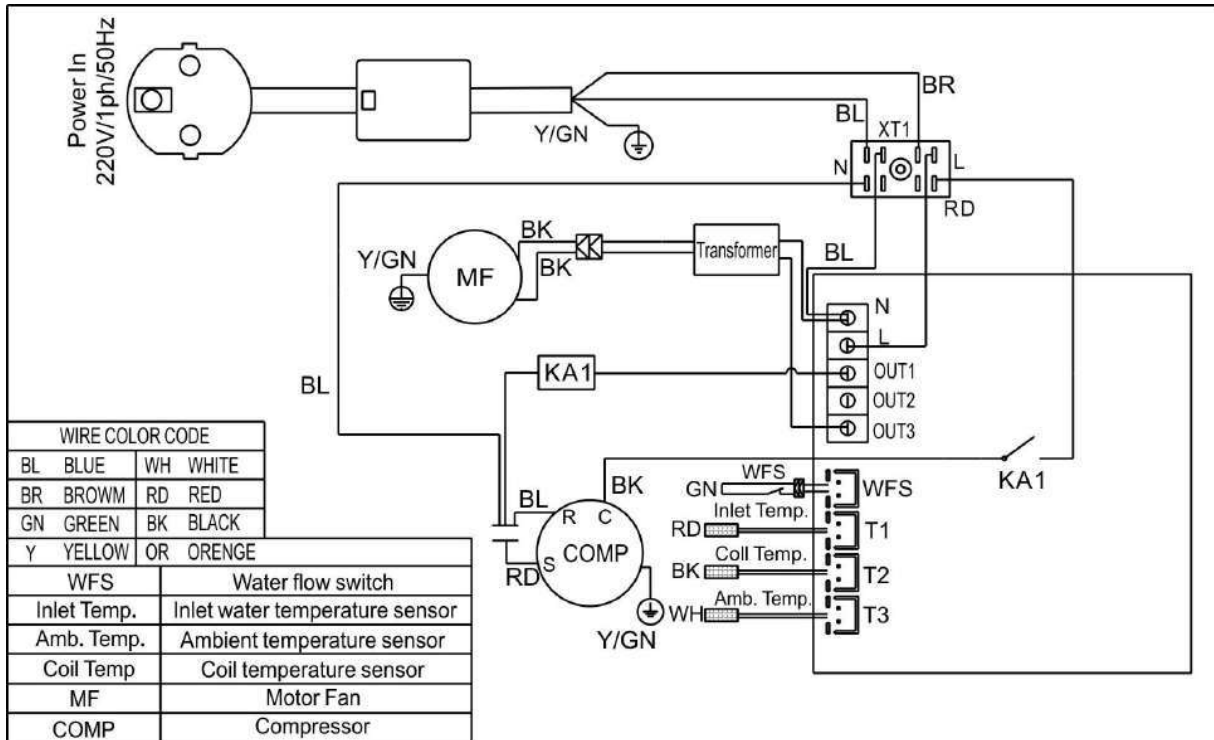 Power In
220V/1ph/50Hz
Y/GN
BR
BL
XT1
N
L
RD
BK
BK
Y/GN
MF
Transformer
BL
N
L
OUT1
OUT2
OUT3
KA1
BL
KA1
BK
BL
R C
COMP
S
RD
Y/GN
WFS
GN
WFS
Inlet Temp.
RD
T1
Coll Temp.
BK
T2
Amb. Temp.
WH
T3
WIRE COLOR CODE
BL BLUE WH WHITE
BR BROWM RD RED
GN GREEN BK BLACK
Y YELLOW OR ORENGE
WFS Water flow switch
Inlet Temp. Inlet water temperature sensor
Amb. Temp. Ambient temperature sensor
Coil Temp Coil temperature sensor
MF Motor Fan
COMP Compressor